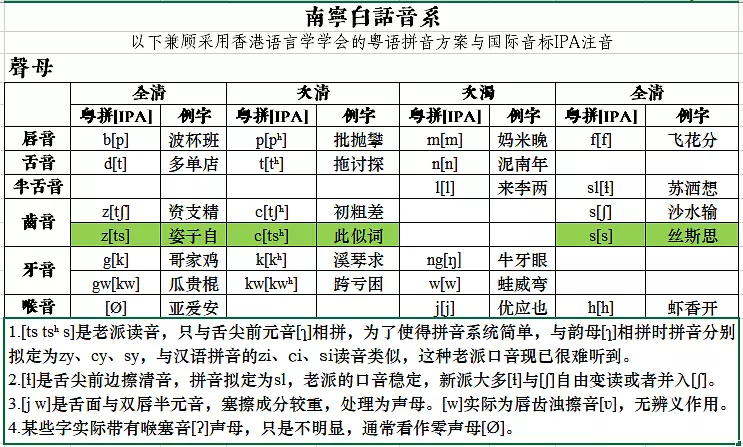 南寧白話音系
以下兼顾采用香港语言学学会的粤语拼音方案与国际音标IPA注音
聲母
全清 次清 次濁 全清
粤拼[IPA] 例字 粤拼[IPA] 例字 粤拼[IPA] 例字 粤拼[IPA] 例字
唇音 b[p] 波杯班 p[pʰ] 批抛攀 m[m] 妈米晚 f[f] 飞花分
舌音 d[t] 多单店 t[tʰ] 拖讨探 n[n] 泥南年
半舌音 l[l] 来李两 sl[ɬ] 苏洒想
齒音 z[tʃ] 资支精 c[tʃʰ] 初粗差 s[ʃ] 沙水输
z[ts] 姿子自 c[tsʰ] 此似词 s[s] 丝斯思
牙音 g[k] 哥家鸡 k[kʰ] 溪琴求 ng[ŋ] 牛牙眼
gw[kw] 瓜贵棍 kw[kwʰ] 跨亏困 w[w] 蛙威弯
喉音 [Ø] 亚爱安 j[j] 优应也 h[h] 虾香开
1.[ts tsʰ s]是老派读音，只与舌尖前元音[ʅ]相拼，为了使得拼音系统简单，与韵母[ʅ]相拼时拼音分别
拟定为zy、cy、sy，与汉语拼音的zi、ci、si读音类似，这种老派口音现已很难听到。
2.[ɬ]是舌尖前边擦清音，拼音拟定为sl，老派的口音稳定，新派大多[ɬ]与[ʃ]自由变读或者并入[ʃ]。
3.[j w]是舌面与双唇半元音，塞擦成分较重，处理为声母。[w]实际为唇齿浊擦音[ʋ]，无辨义作用。
4.某些字实际带有喉塞音[ʔ]声母，只是不明显，通常看作零声母[Ø]。